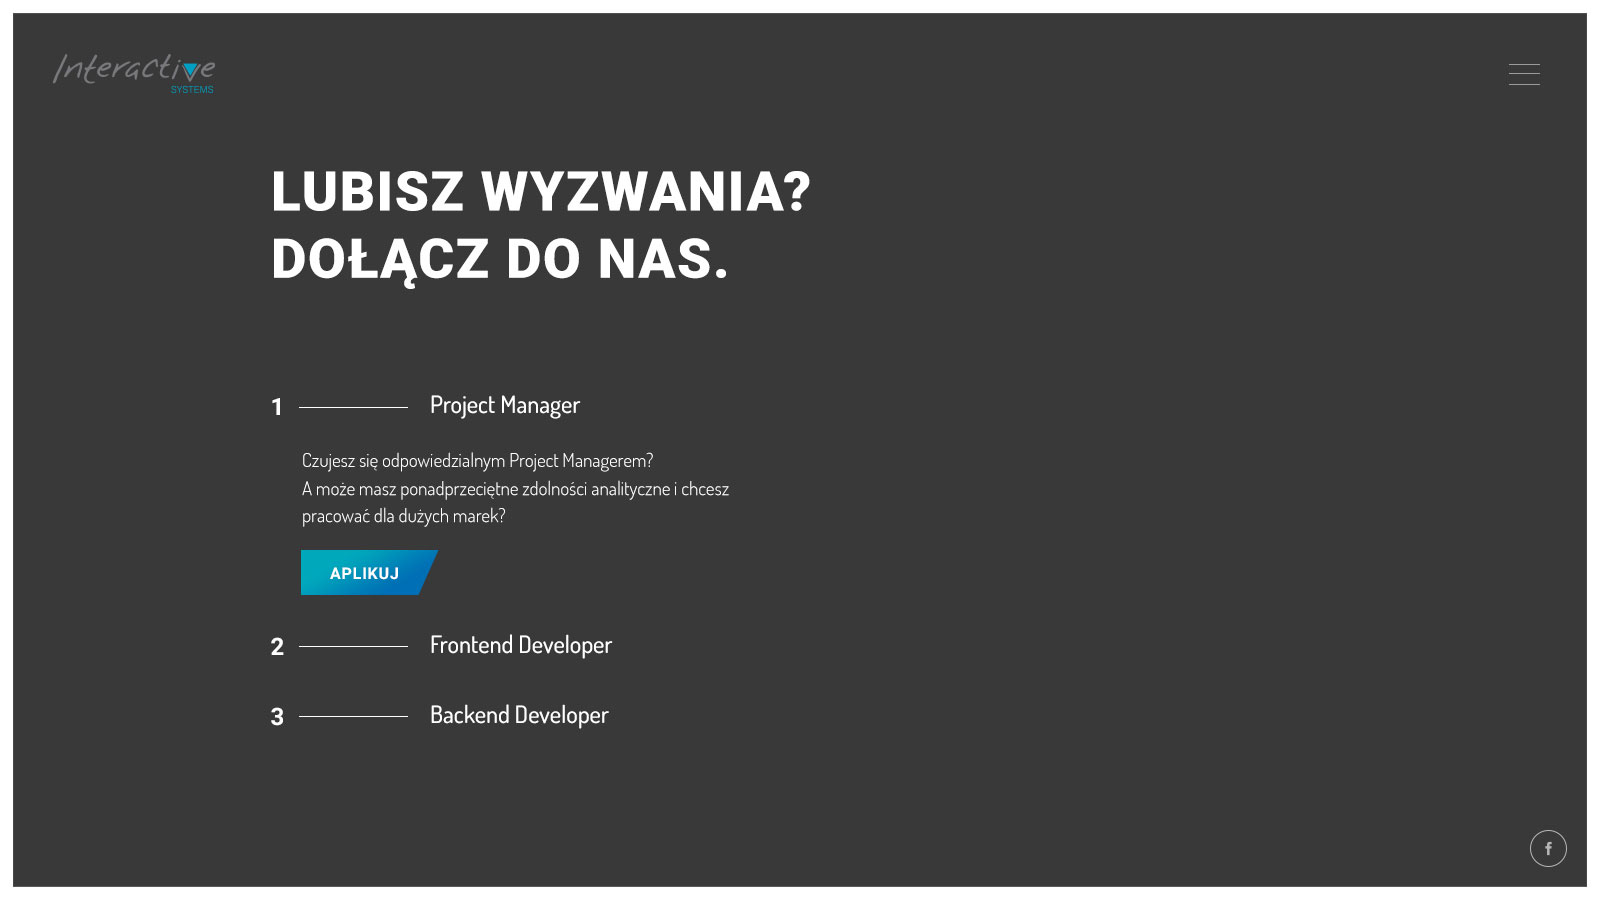 Interactive
SYSTEMS
LUBISZ WYZWANIA?
DOŁĄCZ DO NAS.
1 Project Manager
Czujesz się odpowiedzialnym Project Managerem?
A może masz ponadprzeciętne zdolności analityczne i chcesz
pracować dla dużych marek?
APLIKUJ
2 Frontend Developer
3 Backend Developer
f